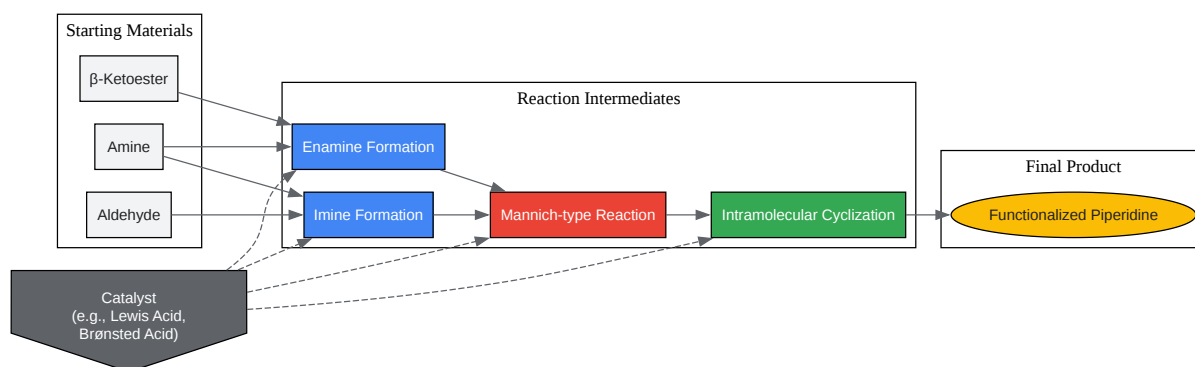 Starting Materials
β-Ketoester
Amine
Aldehyde
Catalyst
(e.g., Lewis Acid,
Brønsted Acid)
Reaction Intermediates
Enamine Formation
Imine Formation
Mannich-type Reaction
Intramolecular Cyclization
Final Product
Functionalized Piperidine